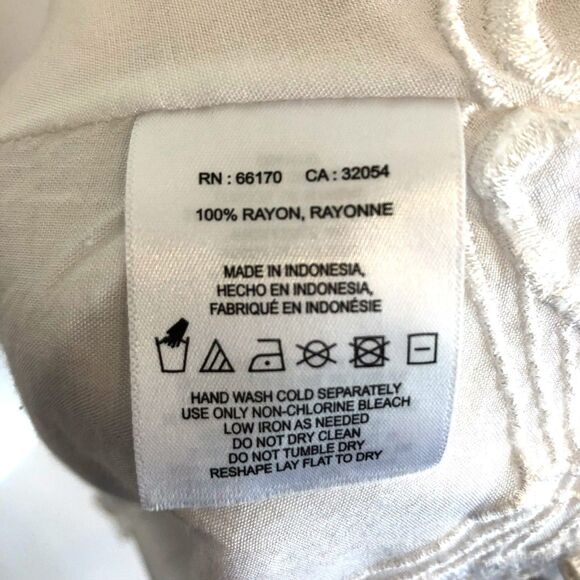 RN : 66170 CA : 32054
100% RAYON, RAYONNE
MADE IN INDONESIA,
HECHO EN INDONESIA,
FABRIQUÉ EN INDONÉSIE
HAND WASH COLD SEPARATELY
USE ONLY NON-CHLORINE BLEACH
LOW IRON AS NEEDED
DO NOT DRY CLEAN
DO NOT TUMBLE DRY
RESHAPE LAY FLAT TO DRY